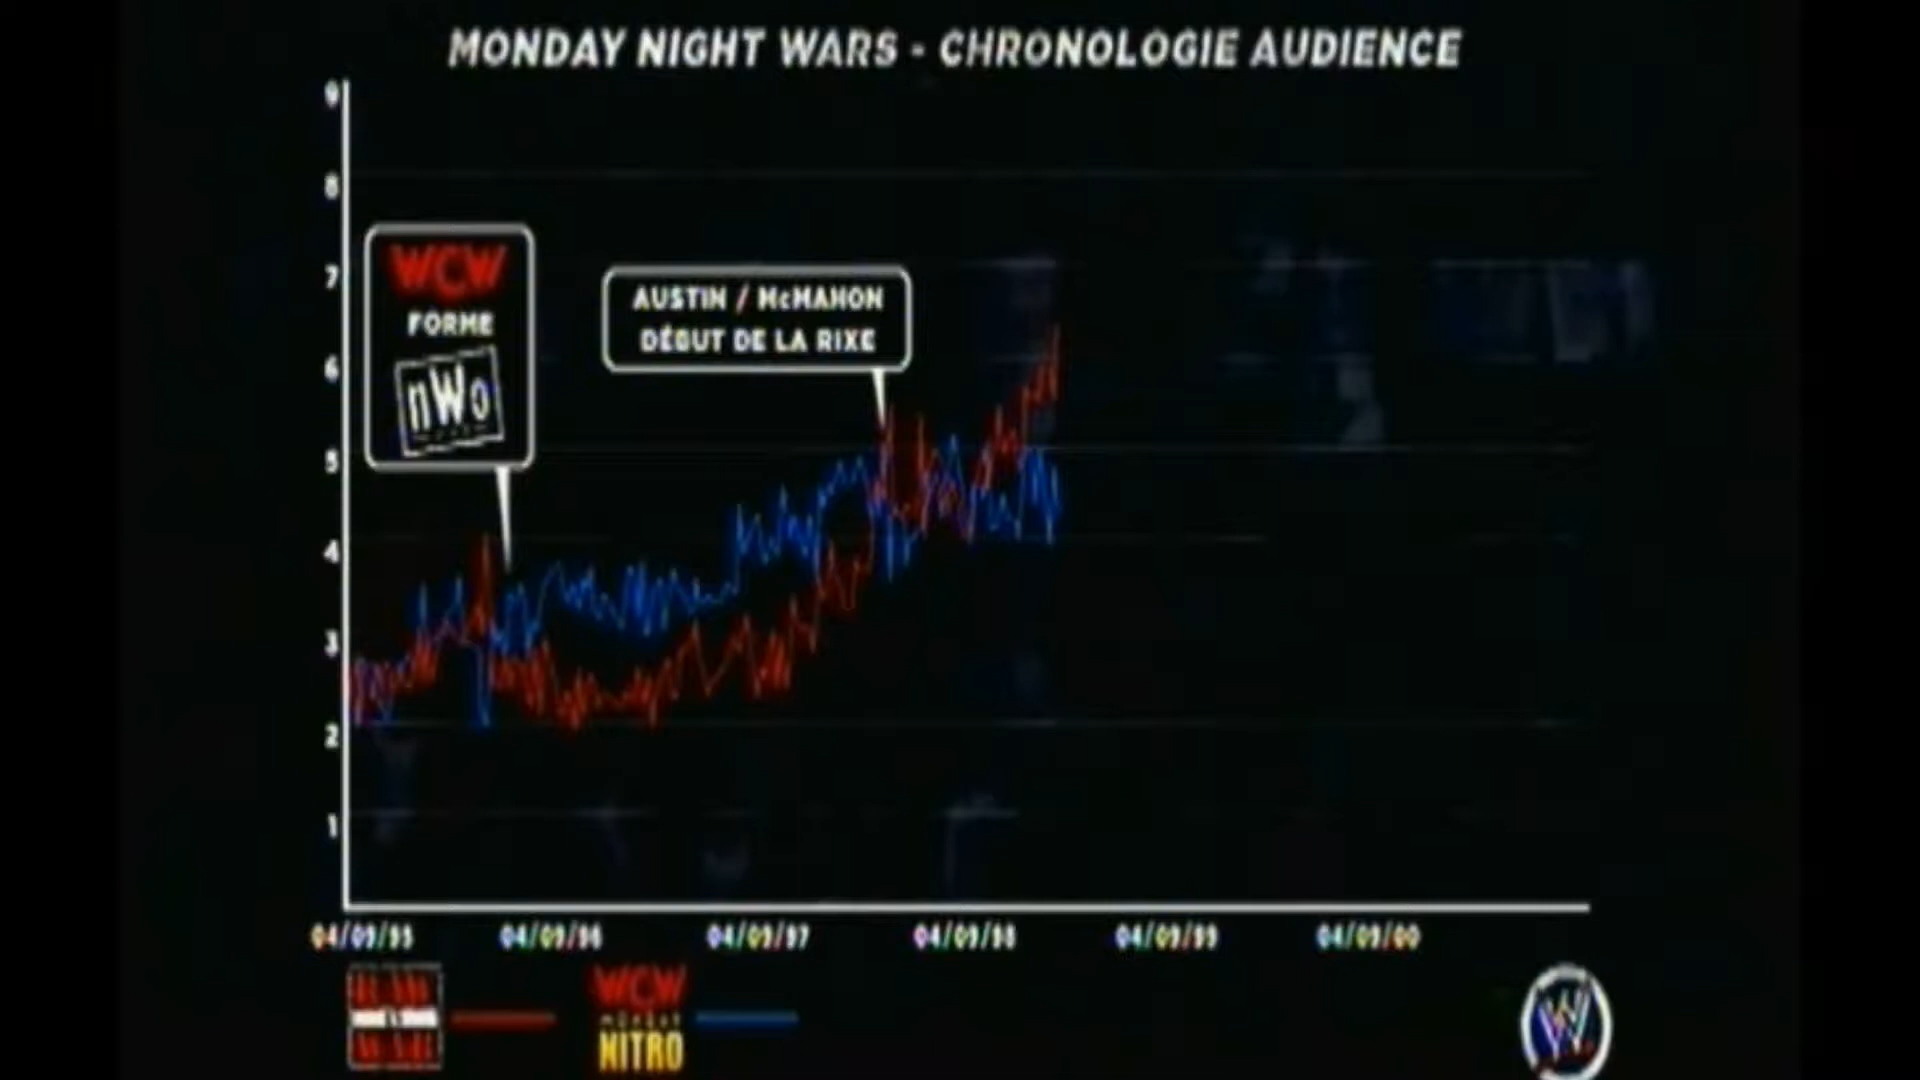 MONDAY NIGHT WARS - CHRONOLOGIE AUDIENCE
9
8
7
6
5
4
3
2
1
WCW
FORME
nWo
AUSTIN / McMAHON
DÉBUT DE LA RIXE
04/09/95
04/09/96
04/09/97
04/09/98
04/09/99
04/09/00
WCW
MONDAY
NITRO
W